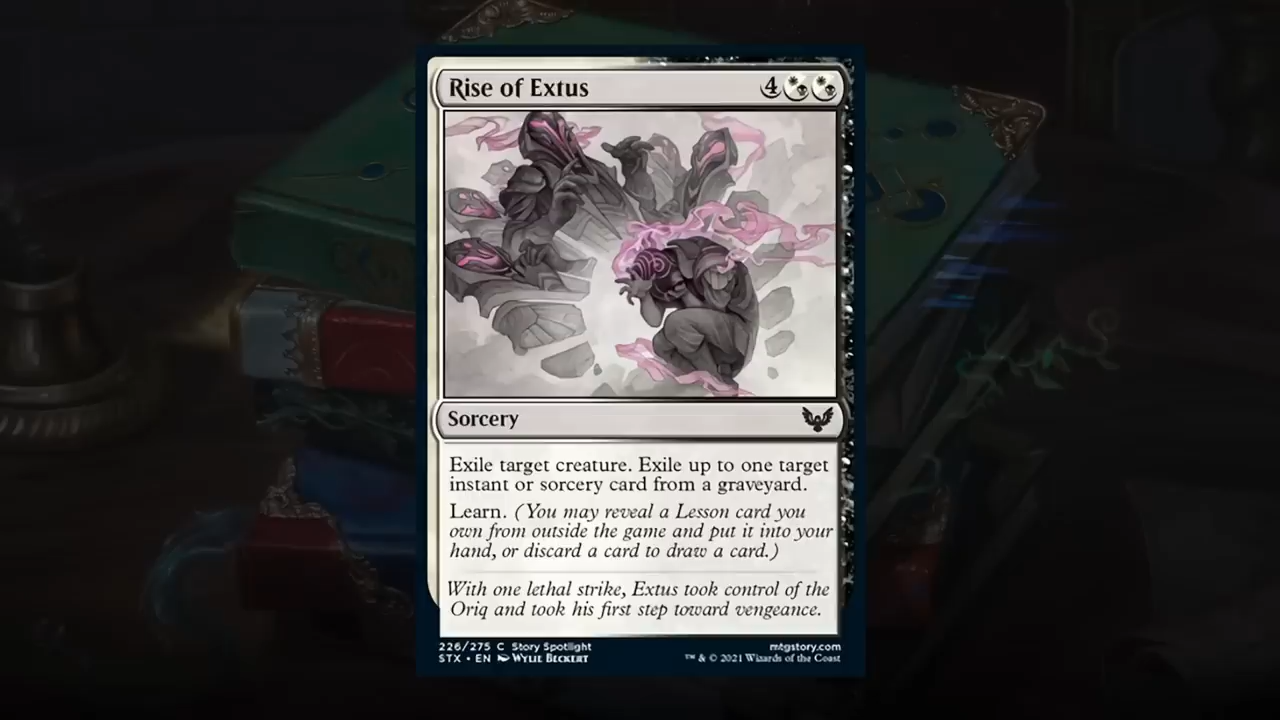 Rise of Extus 4
Sorcery
Exile target creature. Exile up to one target
instant or sorcery card from a graveyard.
Learn. (You may reveal a Lesson card you
own from outside the game and put it into your
hand, or discard a card to draw a card.)
With one lethal strike, Extus took control of the
Oriq and took his first step toward vengeance.
226/275 C Story Spotlight mtgstory.com
STX • EN Wylie Beckert ™ & © 2021 Wizards of the Coast